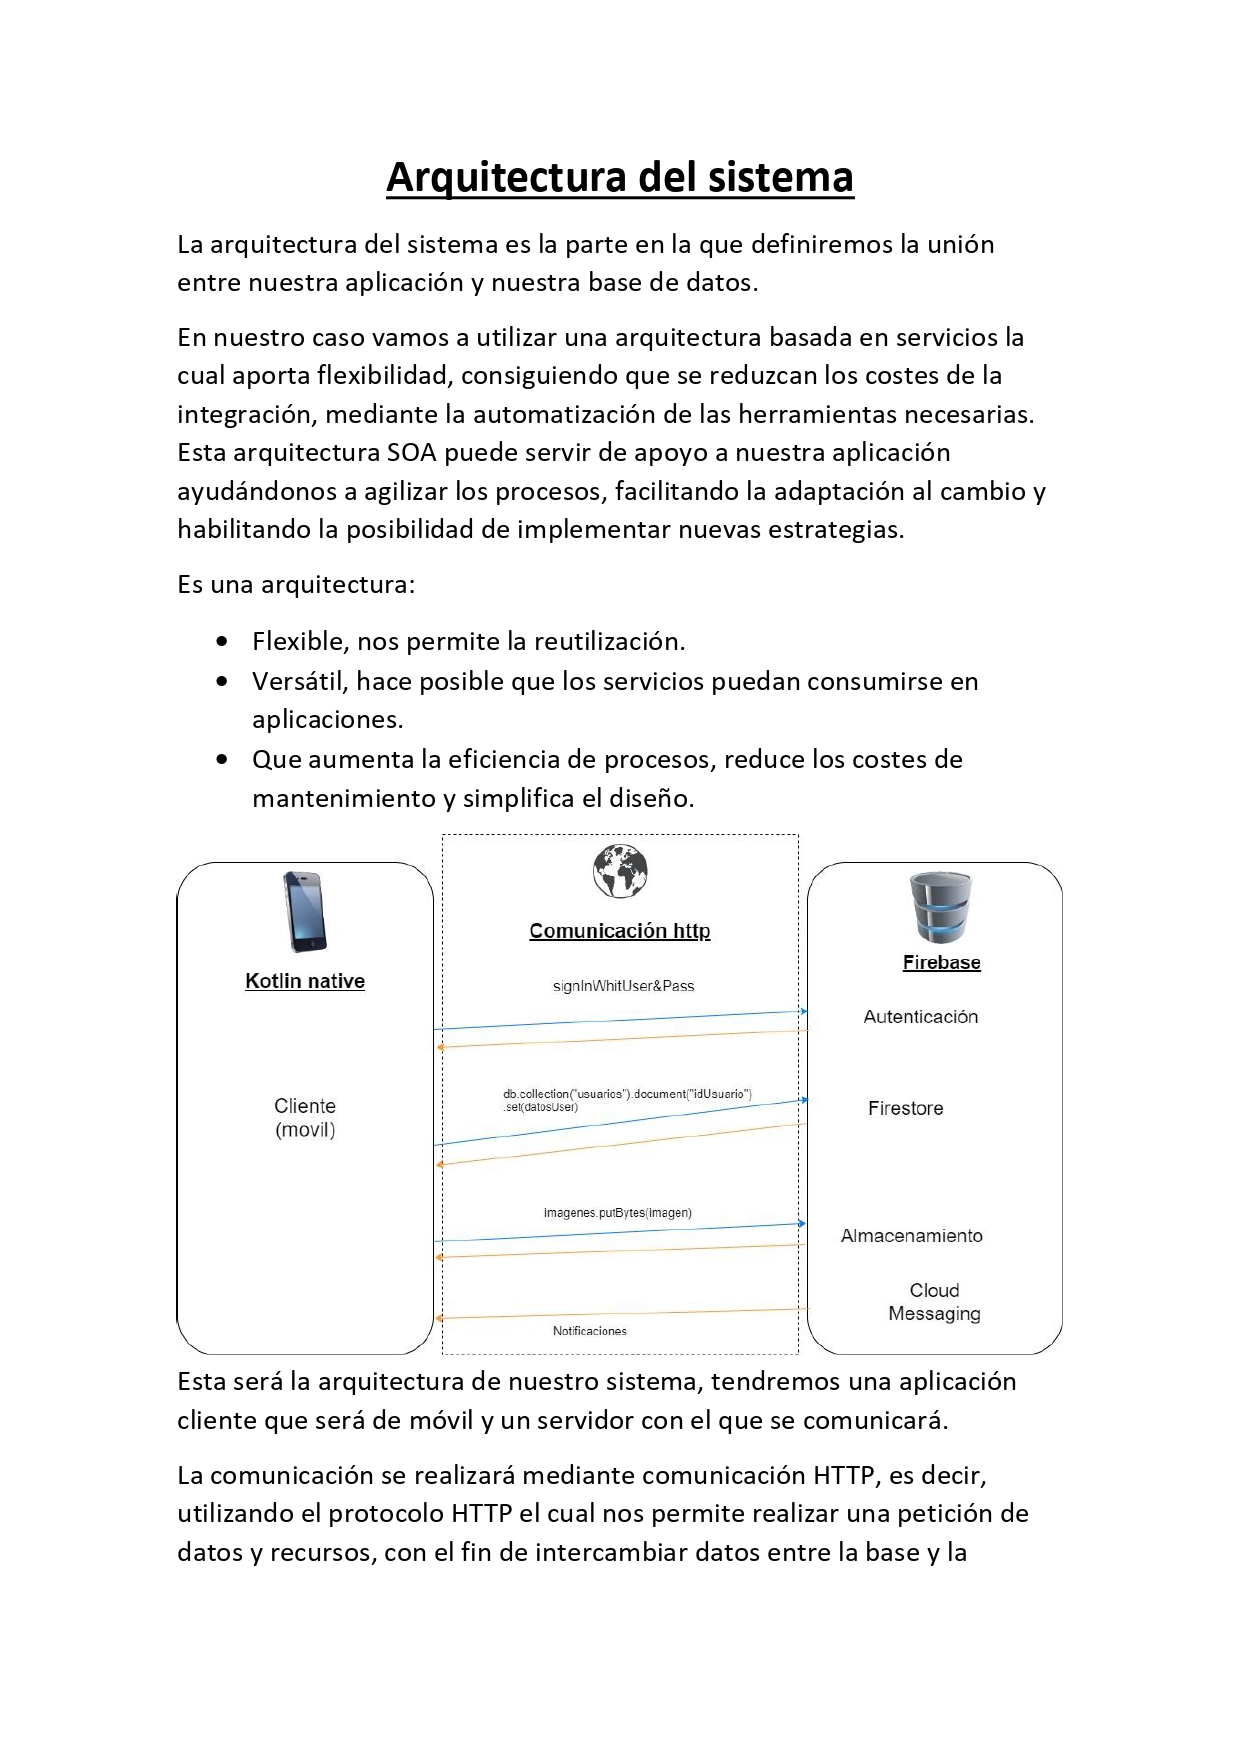 Arquitectura del sistema
La arquitectura del sistema es la parte en la que definiremos la unión
entre nuestra aplicación y nuestra base de datos.
En nuestro caso vamos a utilizar una arquitectura basada en servicios la
cual aporta flexibilidad, consiguiendo que se reduzcan los costes de la
integración, mediante la automatización de las herramientas necesarias.
Esta arquitectura SOA puede servir de apoyo a nuestra aplicación
ayudándonos a agilizar los procesos, facilitando la adaptación al cambio y
habilitando la posibilidad de implementar nuevas estrategias.
Es una arquitectura:
• Flexible, nos permite la reutilización.
• Versátil, hace posible que los servicios puedan consumirse en
aplicaciones.
• Que aumenta la eficiencia de procesos, reduce los costes de
mantenimiento y simplifica el diseño.
Kotlin native
Cliente
(movil)
Comunicación http
signInWhitUser&Pass
db.collection("usuarios").document("idUsuario")
.set(datosUser)
imagenes.putBytes(imagen)
Notificaciones
Firebase
Autenticación
Firestore
Almacenamiento
Cloud
Messaging
Esta será la arquitectura de nuestro sistema, tendremos una aplicación
cliente que será de móvil y un servidor con el que se comunicará.
La comunicación se realizará mediante comunicación HTTP, es decir,
utilizando el protocolo HTTP el cual nos permite realizar una petición de
datos y recursos, con el fin de intercambiar datos entre la base y la